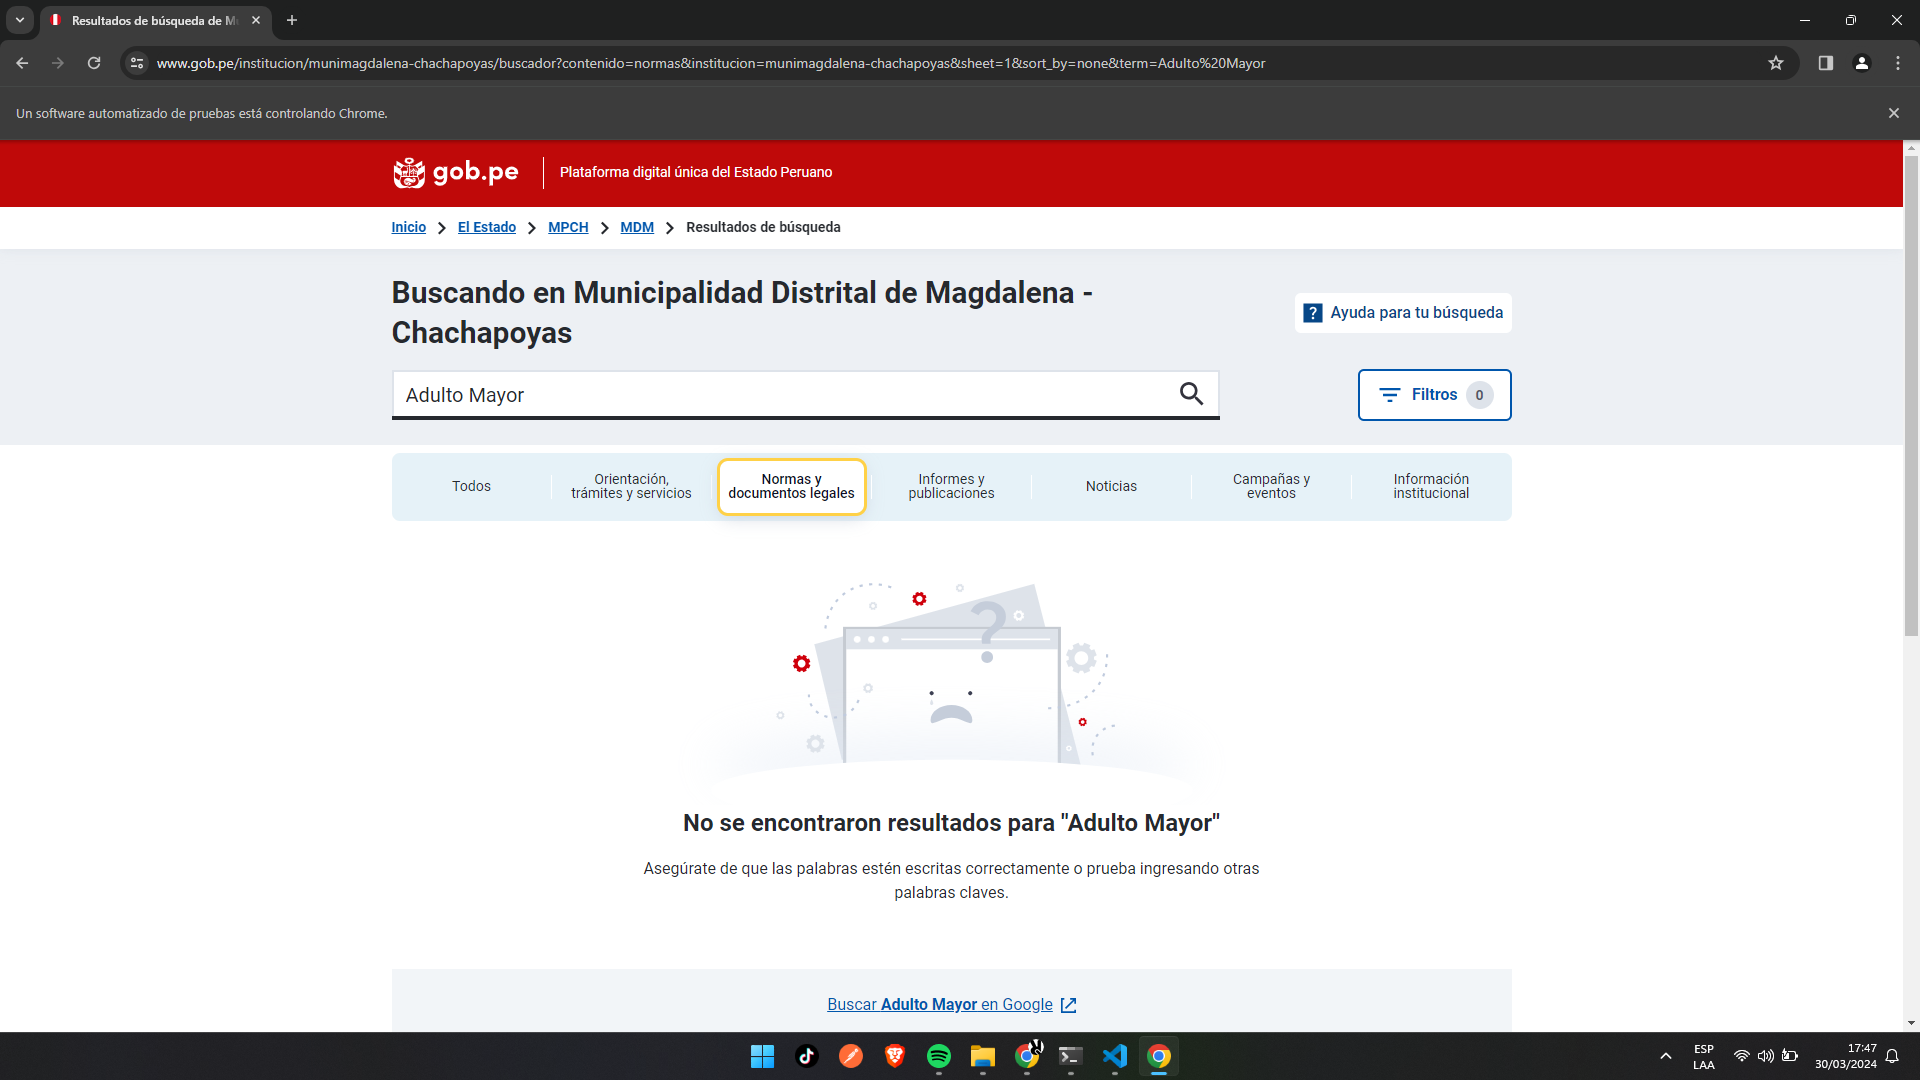 Resultados de búsqueda de M
www.gob.pe/institucion/munimagdalena-chachapoyas/buscador?contenido=normas&institucion=munimagdalena-chachapoyas&sheet=1&sort_by=none&term=Adulto%20Mayor
Un software automatizado de pruebas está controlando Chrome.
gob.pe
Plataforma digital única del Estado Peruano
Inicio
El Estado
MPCH
MDM
Resultados de búsqueda
Buscando en Municipalidad Distrital de Magdalena -
Chachapoyas
? Ayuda para tu búsqueda
Adulto Mayor
Filtros 0
Todos
Orientación,
trámites y servicios
Normas y
documentos legales
Informes y
publicaciones
Noticias
Campañas y
eventos
Información
institucional
?
No se encontraron resultados para "Adulto Mayor"
Asegúrate de que las palabras estén escritas correctamente o prueba ingresando otras
palabras claves.
Buscar Adulto Mayor en Google
ESP
LAA
17:47
30/03/2024